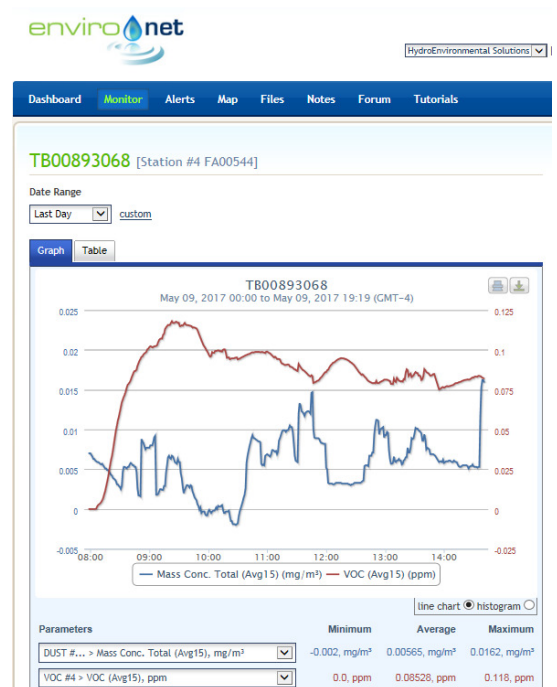 enviro net
HydroEnvironmental Solutions
Dashboard Monitor Alerts Map Files Notes Forum Tutorials
TB00893068 [Station #4 FA00544]
Date Range
Last Day custom
Graph Table
TB00893068
May 09, 2017 00:00 to May 09, 2017 19:19 (GMT-4)
0.025 0.125
0.02 0.1
0.015 0.075
0.01 0.05
0.005 0.025
0 0
-0.005 -0.025
08:00 09:00 10:00 11:00 12:00 13:00 14:00
Mass Conc. Total (Avg15) (mg/m³) VOC (Avg15) (ppm)
line chart histogram
Parameters Minimum Average Maximum
DUST #... > Mass Conc. Total (Avg15), mg/m³ -0.002, mg/m³ 0.00565, mg/m³ 0.0162, mg/m³
VOC #4 > VOC (Avg15), ppm 0.0, ppm 0.08528, ppm 0.118, ppm